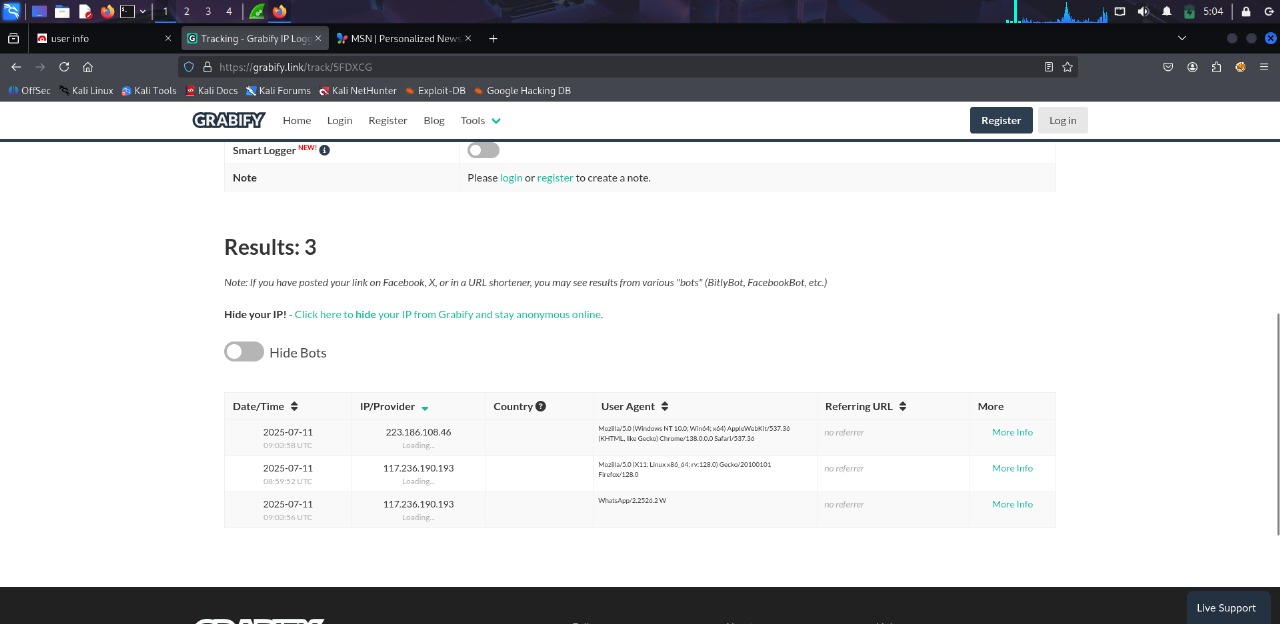 1 2 3 4 5:04
user info Tracking - Grabify IP Logg MSN | Personalized News
https://grabify.link/track/5FDXCG
OffSec Kali Linux Kali Tools Kali Docs Kali Forums Kali NetHunter Exploit-DB Google Hacking DB
GRABIFY Home Login Register Blog Tools Register Log in
Smart Logger NEW!
Note Please login or register to create a note.
Results: 3
Note: If you have posted your link on Facebook, X, or in a URL shortener, you may see results from various "bots" (BitlyBot, FacebookBot, etc.)
Hide your IP! - Click here to hide your IP from Grabify and stay anonymous online.
Hide Bots
Date/Time IP/Provider Country User Agent Referring URL More
2025-07-11 223.186.108.46 Mozilla/5.0 (Windows NT 10.0; Win64; x64) AppleWebKit/537.36 no referrer More Info
09:03:58 UTC Loading... (KHTML, like Gecko) Chrome/138.0.0.0 Safari/537.36
2025-07-11 117.236.190.193 Mozilla/5.0 (X11; Linux x86_64; rv:128.0) Gecko/20100101 no referrer More Info
08:59:52 UTC Loading... Firefox/128.0
2025-07-11 117.236.190.193 WhatsApp/2.2526.2 W no referrer More Info
09:03:56 UTC Loading...
Live Support
GRABIFY